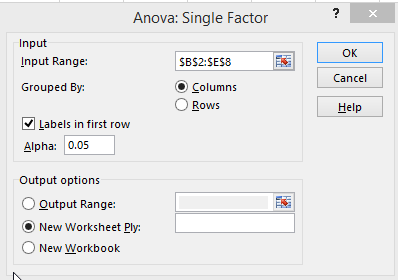 Anova: Single Factor
? ×
Input
Input Range: $B$2:$E$8
Grouped By: Columns
Rows
Labels in first row
Alpha: 0.05
OK
Cancel
Help
Output options
Output Range:
New Worksheet Ply:
New Workbook